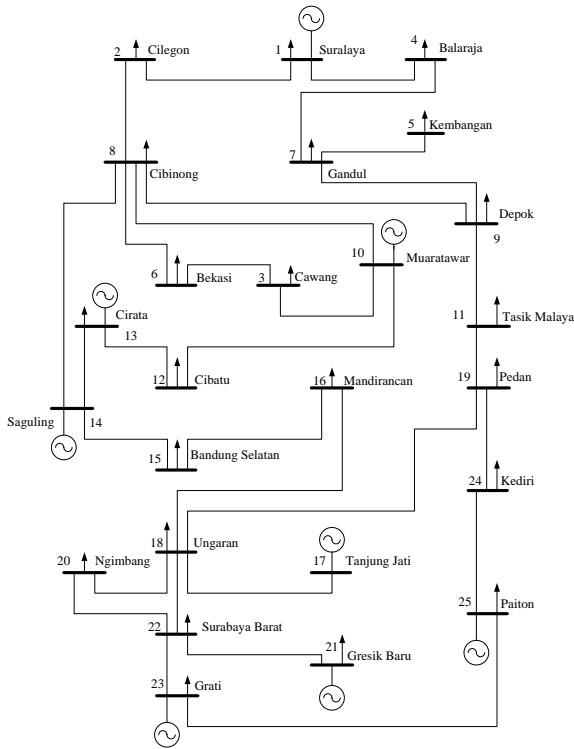 2 Cilegon
1 Suralaya
4 Balaraja
5 Kembangan
8 Cibinong
7 Gandul
Depok
9
10 Muaratawar
6 Bekasi
3 Cawang
Cirata
13
11 Tasik Malaya
12 Cibatu
16 Mandirancan
19 Pedan
Saguling 14
15 Bandung Selatan
24 Kediri
20 Ngimbang
18 Ungaran
17 Tanjung Jati
25 Paiton
22 Surabaya Barat
21 Gresik Baru
23 Grati